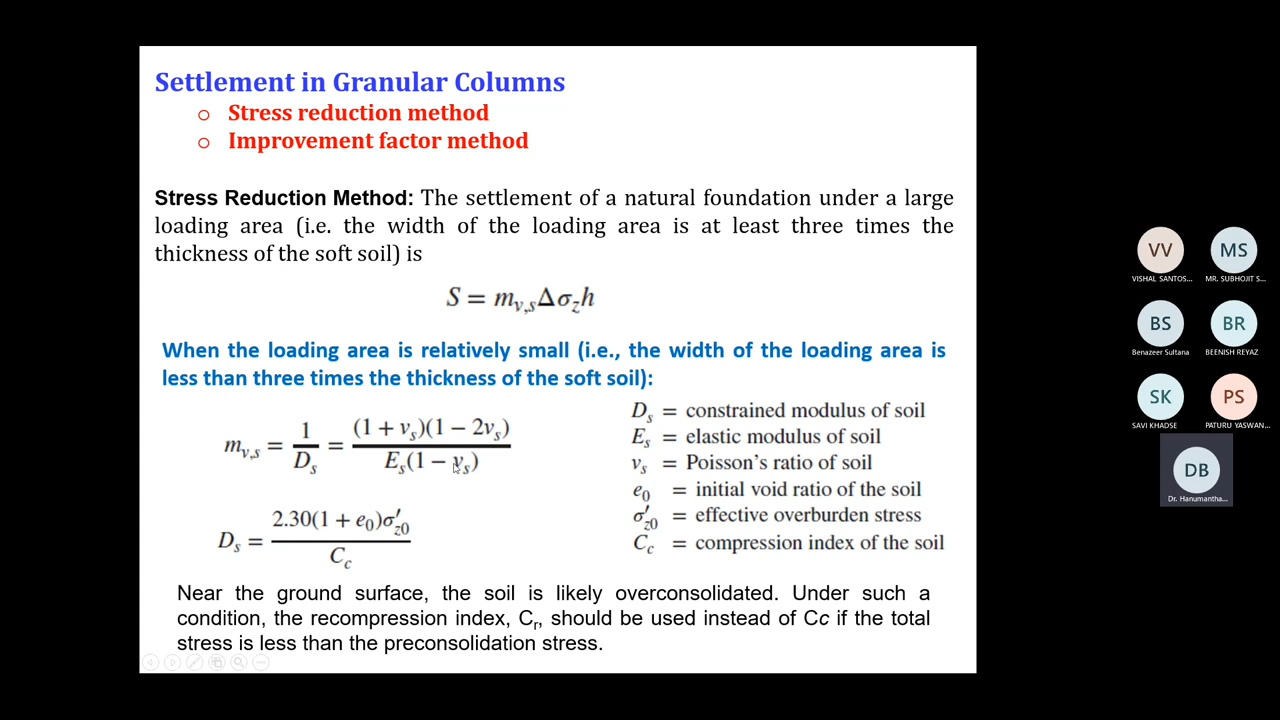 Settlement in Granular Columns
o Stress reduction method
o Improvement factor method
Stress Reduction Method: The settlement of a natural foundation under a large
loading area (i.e. the width of the loading area is at least three times the
thickness of the soft soil) is
S = m_{v,s}Δσ_z h
When the loading area is relatively small (i.e., the width of the loading area is
less than three times the thickness of the soft soil):
m_{v,s} = 1/D_s = (1 + ν_s)(1 − 2ν_s)/E_s(1 − ν_s)
D_s = 2.30(1 + e_0)σ′_{z0}/C_c
D_s = constrained modulus of soil
E_s = elastic modulus of soil
ν_s = Poisson's ratio of soil
e_0 = initial void ratio of the soil
σ′_{z0} = effective overburden stress
C_c = compression index of the soil
Near the ground surface, the soil is likely overconsolidated. Under such a
condition, the recompression index, C_r, should be used instead of Cc if the total
stress is less than the preconsolidation stress.
VV
VISHAL SANTOS...
MS
MR. SUBHOJIT S...
BS
Benazeer Sultana
BR
BEENISH REYAZ
SK
SAVI KHADSE
PS
PATURU YASWAN...
DB
Dr. Hanumantha...